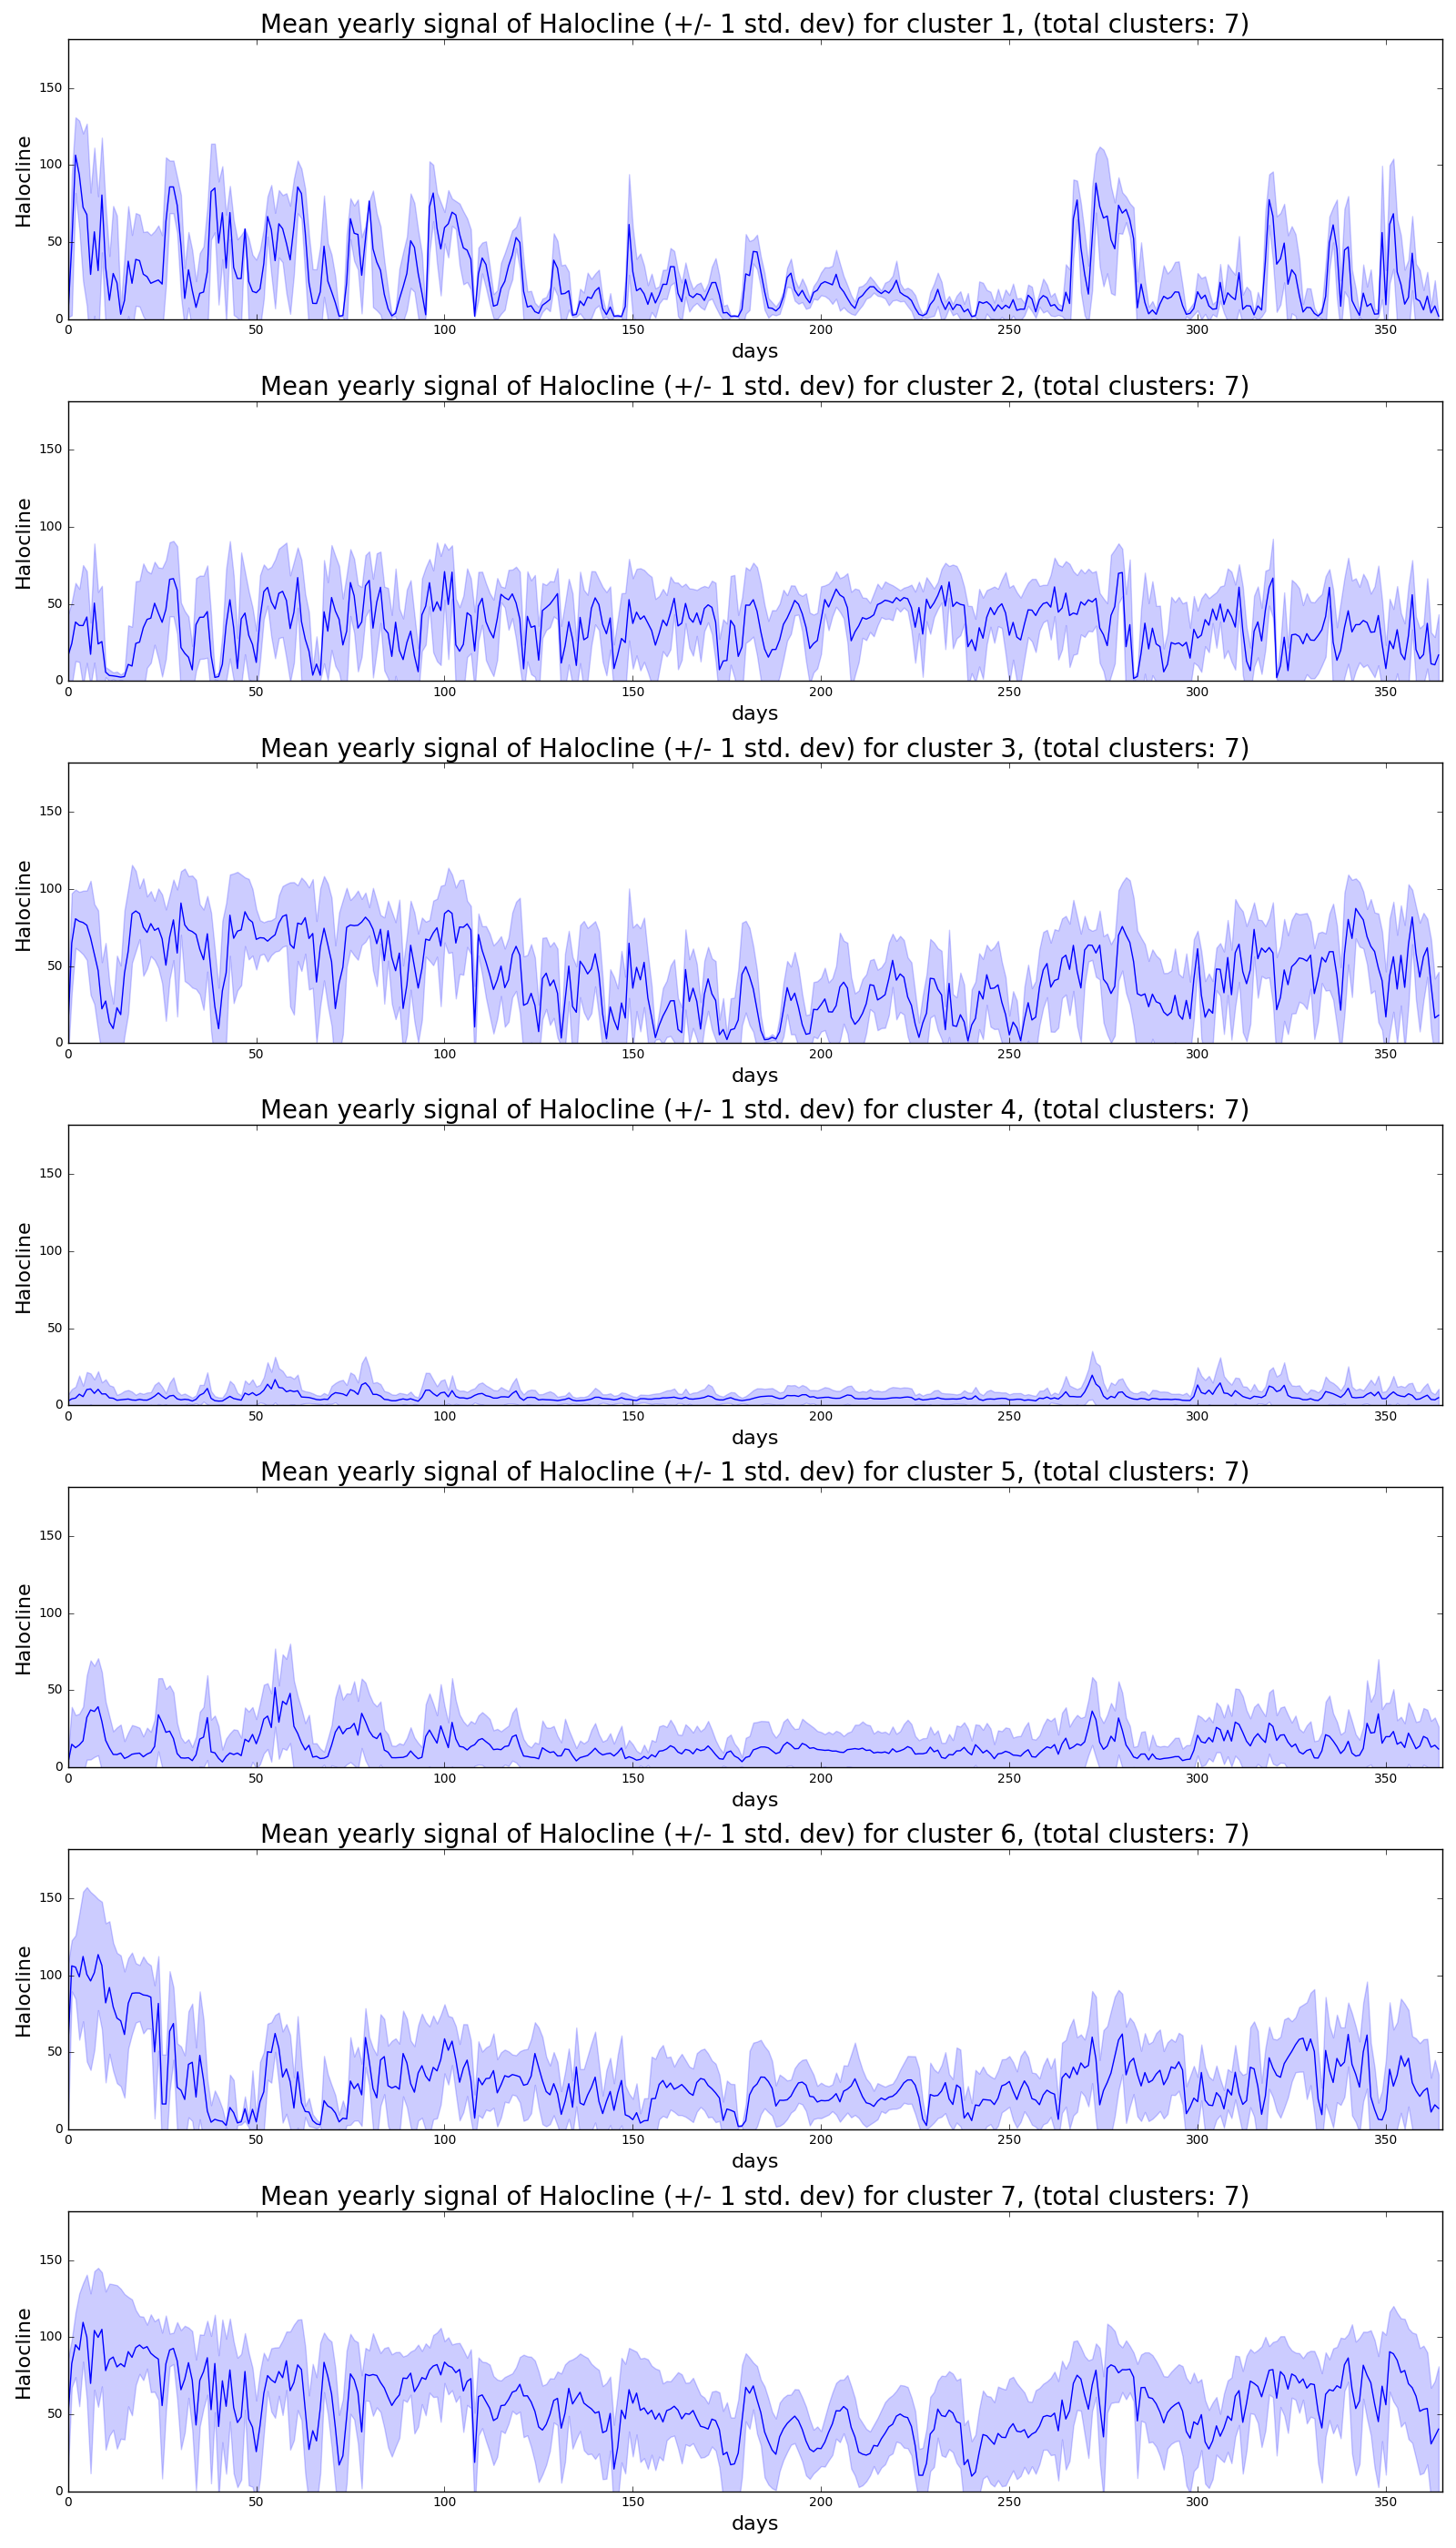 Mean yearly signal of Halocline (+/- 1 std. dev) for cluster 1, (total clusters: 7)
150
100
50
0
Halocline
0 50 100 150 200 250 300 350
days
Mean yearly signal of Halocline (+/- 1 std. dev) for cluster 2, (total clusters: 7)
150
100
50
0
Halocline
0 50 100 150 200 250 300 350
days
Mean yearly signal of Halocline (+/- 1 std. dev) for cluster 3, (total clusters: 7)
150
100
50
0
Halocline
0 50 100 150 200 250 300 350
days
Mean yearly signal of Halocline (+/- 1 std. dev) for cluster 4, (total clusters: 7)
150
100
50
0
Halocline
0 50 100 150 200 250 300 350
days
Mean yearly signal of Halocline (+/- 1 std. dev) for cluster 5, (total clusters: 7)
150
100
50
0
Halocline
0 50 100 150 200 250 300 350
days
Mean yearly signal of Halocline (+/- 1 std. dev) for cluster 6, (total clusters: 7)
150
100
50
0
Halocline
0 50 100 150 200 250 300 350
days
Mean yearly signal of Halocline (+/- 1 std. dev) for cluster 7, (total clusters: 7)
150
100
50
0
Halocline
0 50 100 150 200 250 300 350
days